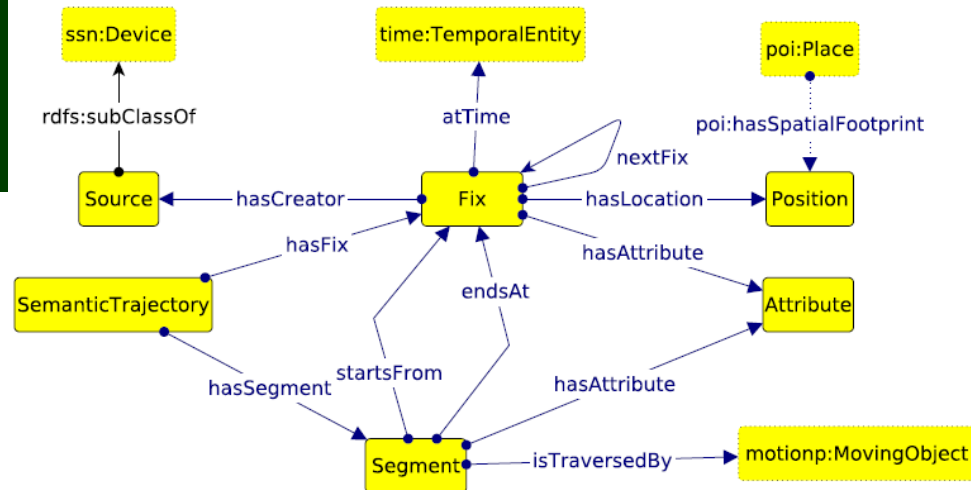 ssn:Device
time:TemporalEntity
poi:Place
rdfs:subClassOf
atTime
poi:hasSpatialFootprint
nextFix
Source
hasCreator
Fix
hasLocation
Position
hasFix
hasAttribute
endsAt
SemanticTrajectory
Attribute
startsFrom
hasSegment
hasAttribute
Segment
isTraversedBy
motionp:MovingObject